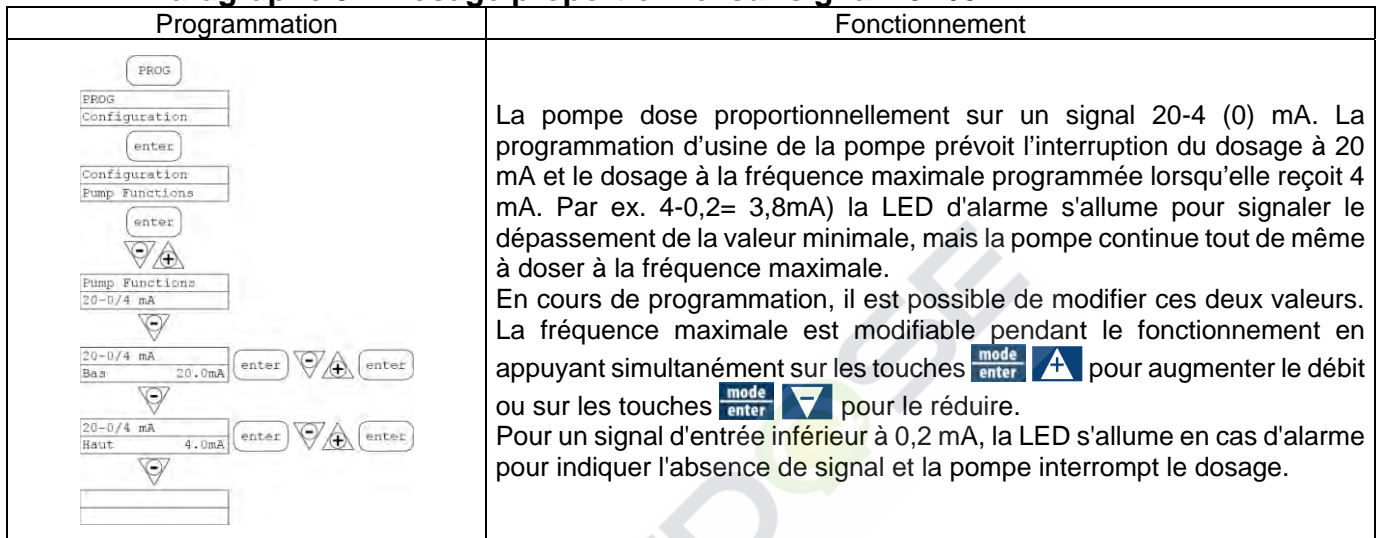 Programmation
Fonctionnement
PROG
PROG
Configuration
enter
Configuration
Pump Functions
enter
- +
Pump Functions
20-0/4 mA
-
20-0/4 mA
Bas 20.0mA enter - + enter
-
20-0/4 mA
Haut 4.0mA enter - + enter
-
La pompe dose proportionnellement sur un signal 20-4 (0) mA. La
programmation d’usine de la pompe prévoit l’interruption du dosage à 20
mA et le dosage à la fréquence maximale programmée lorsqu’elle reçoit 4
mA. Par ex. 4-0,2= 3,8mA) la LED d'alarme s'allume pour signaler le
dépassement de la valeur minimale, mais la pompe continue tout de même
à doser à la fréquence maximale.
En cours de programmation, il est possible de modifier ces deux valeurs.
La fréquence maximale est modifiable pendant le fonctionnement en
appuyant simultanément sur les touches mode enter + pour augmenter le débit
ou sur les touches mode enter - pour le réduire.
Pour un signal d'entrée inférieur à 0,2 mA, la LED s'allume en cas d'alarme
pour indiquer l'absence de signal et la pompe interrompt le dosage.